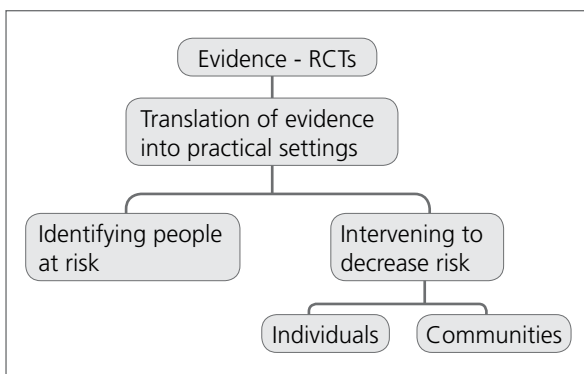 Evidence - RCTs
Translation of evidence
into practical settings
Identifying people
at risk
Intervening to
decrease risk
Individuals
Communities